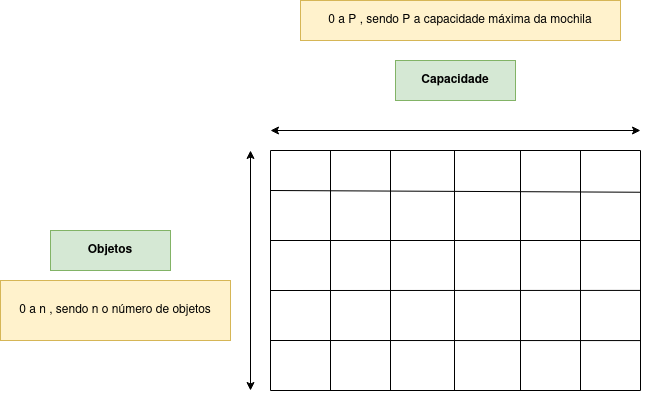 0 a P , sendo P a capacidade máxima da mochila
Capacidade
Objetos
0 a n , sendo n o número de objetos